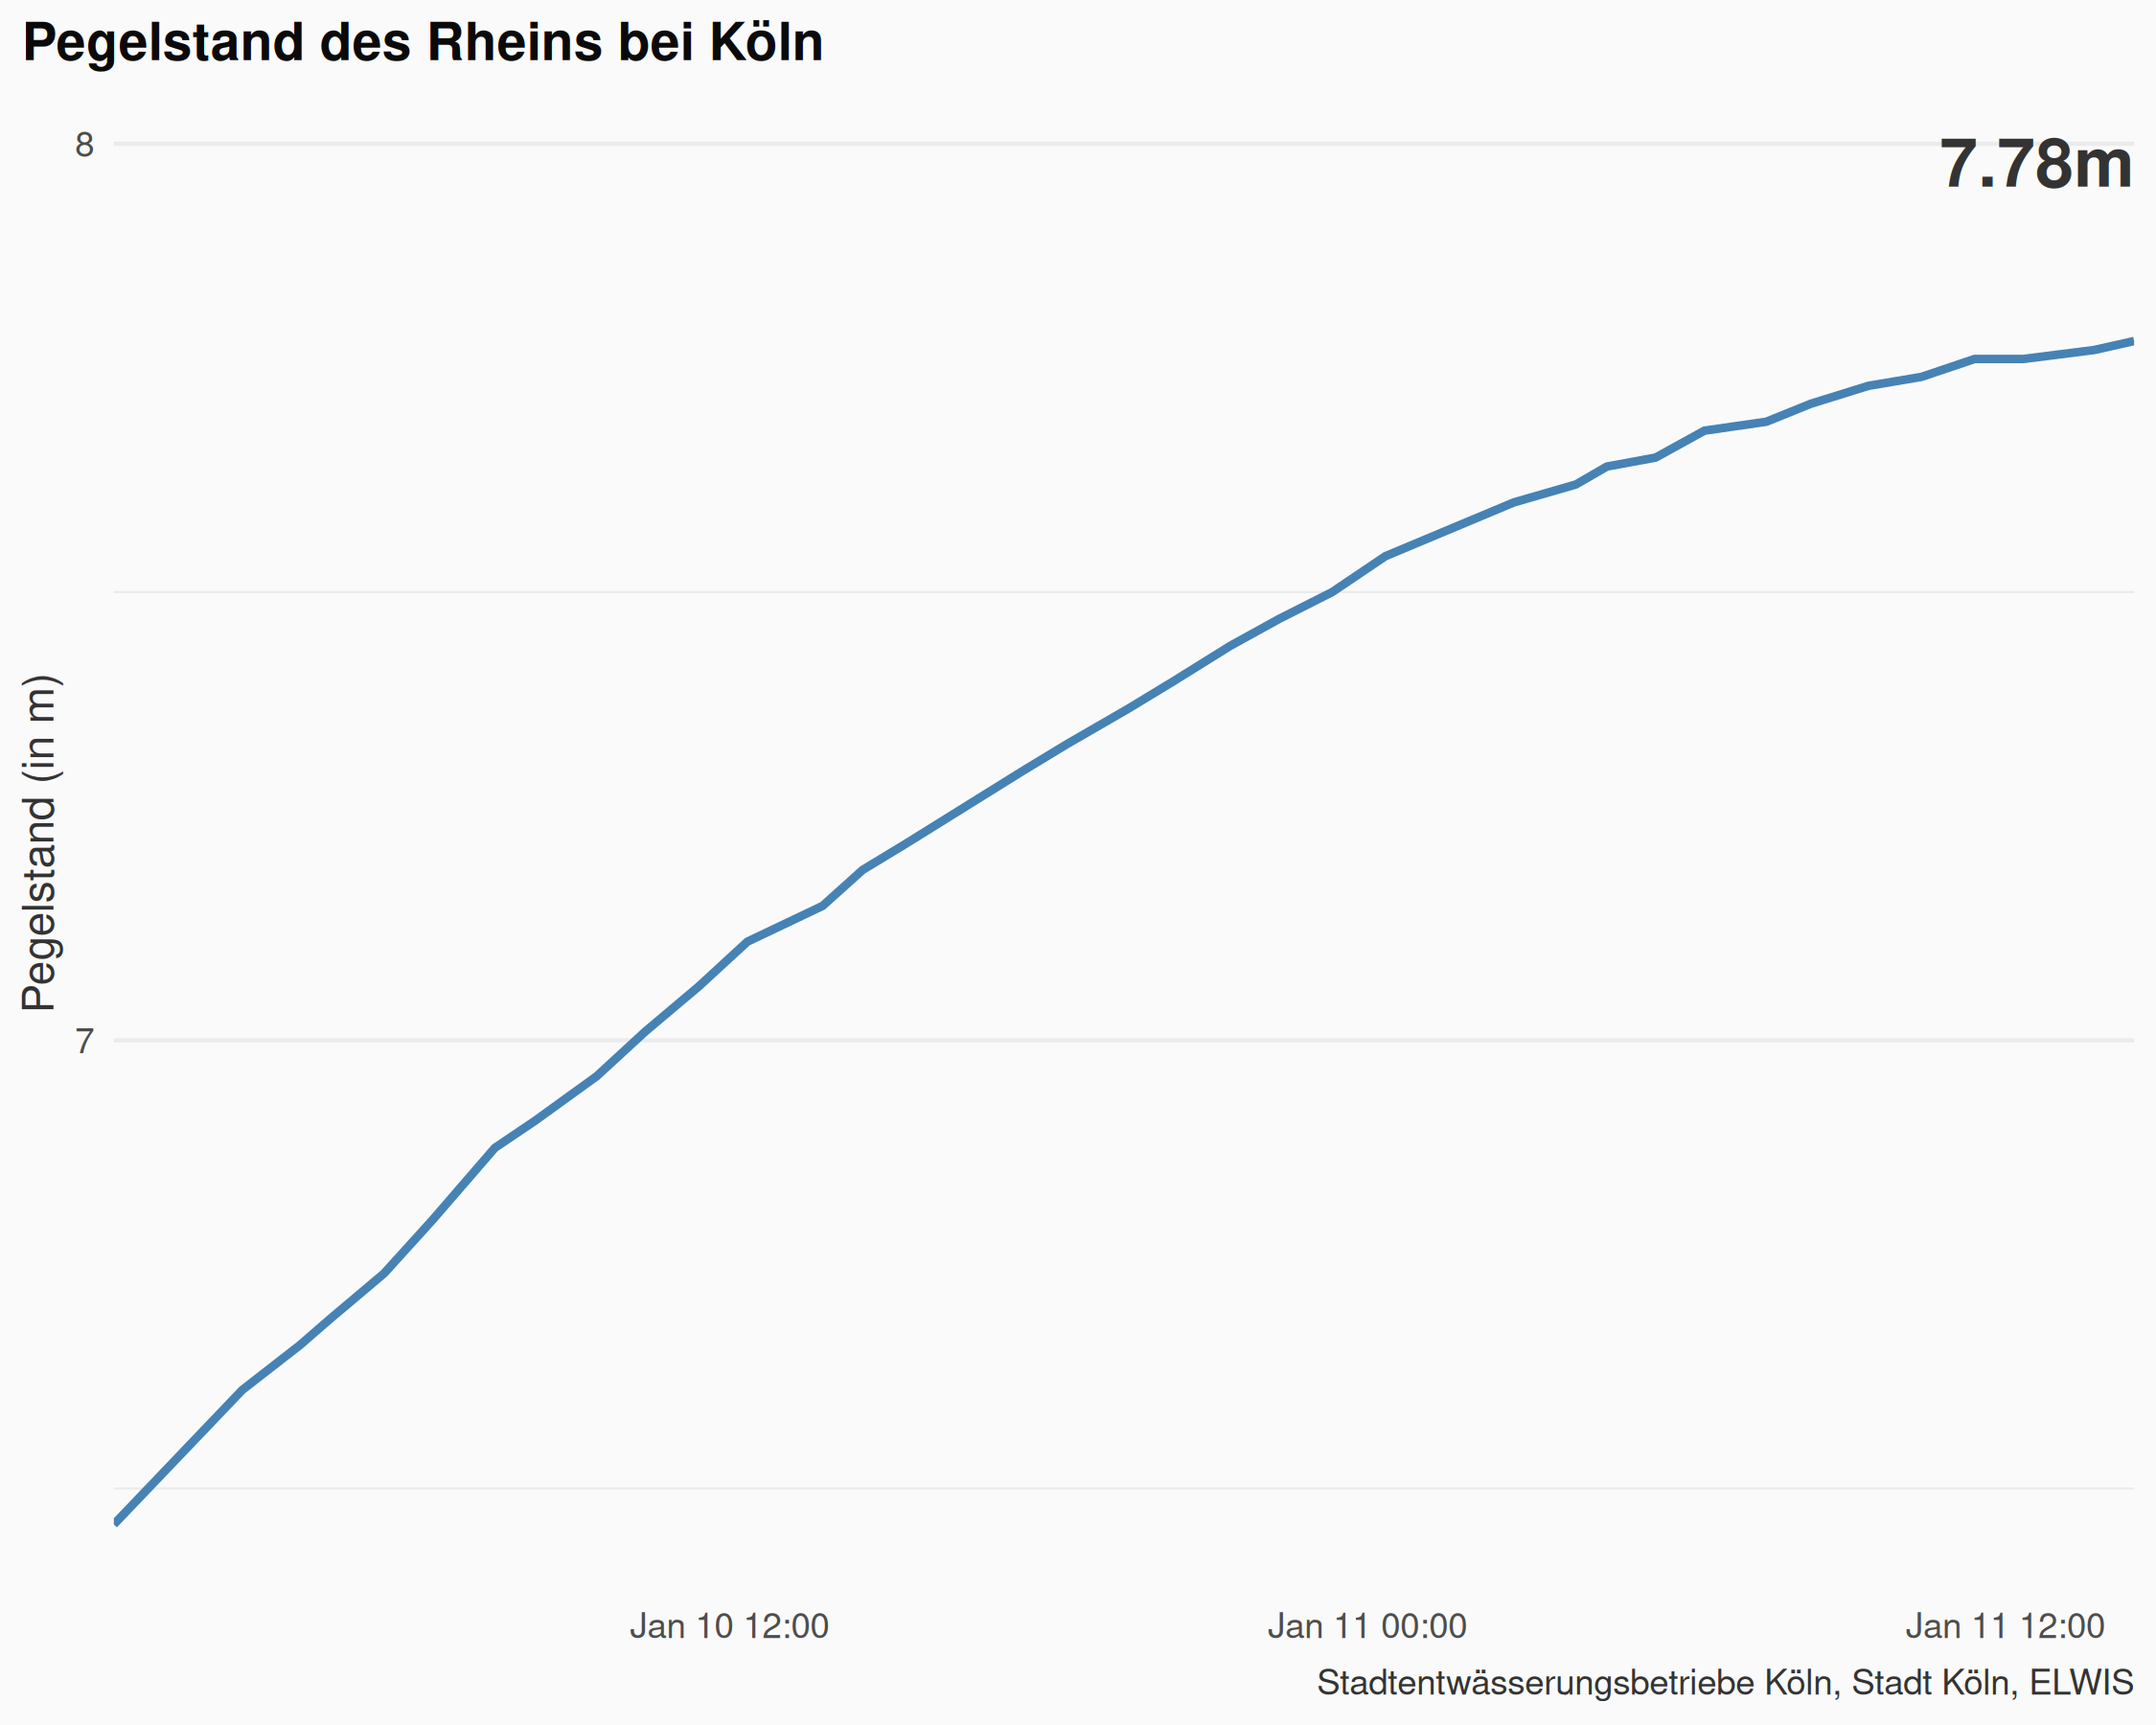 Pegelstand des Rheins bei Köln
8
7.78m
Pegelstand (in m)
7
Jan 10 12:00
Jan 11 00:00
Jan 11 12:00
Stadtentwässerungsbetriebe Köln, Stadt Köln, ELWIS